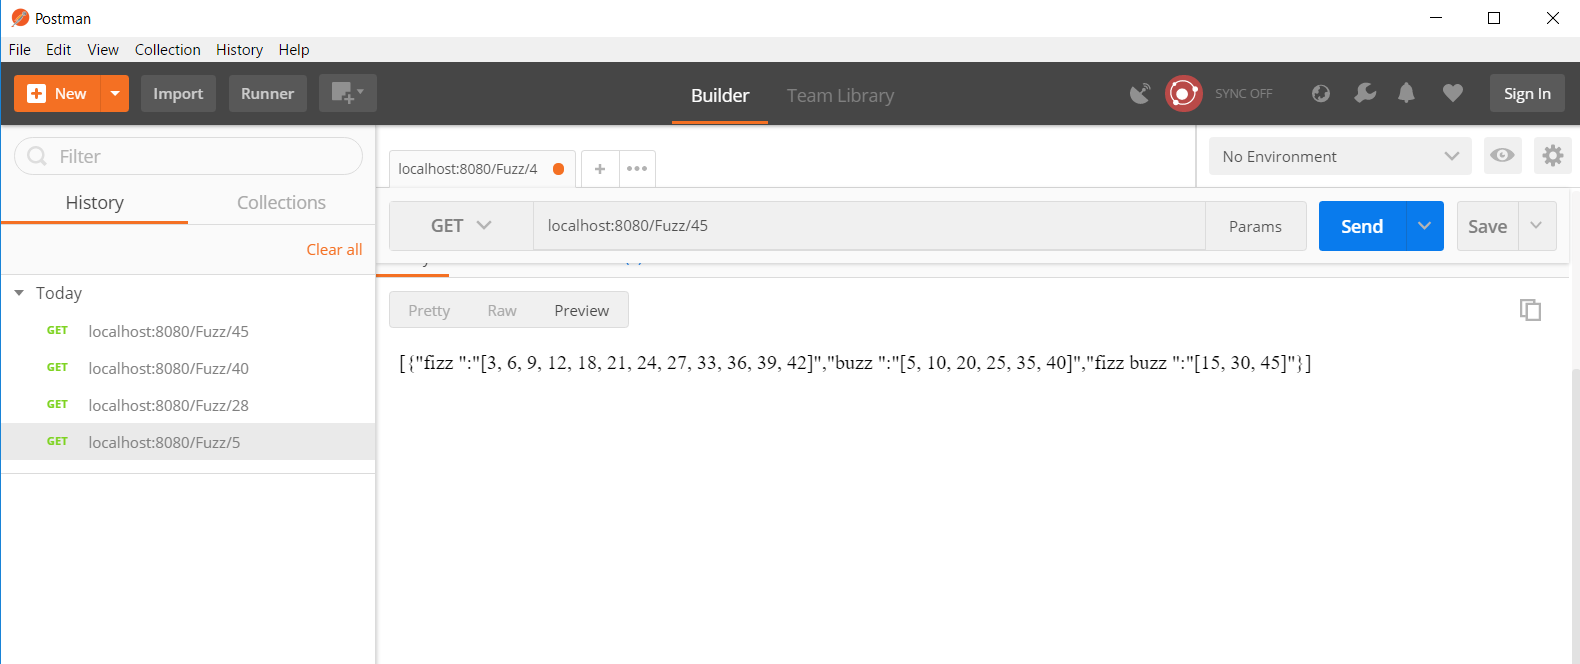 Postman
File Edit View Collection History Help
New Import Runner Builder Team Library SYNC OFF Sign In
Filter
History Collections
Clear all
Today
GET localhost:8080/Fuzz/45
GET localhost:8080/Fuzz/40
GET localhost:8080/Fuzz/28
GET localhost:8080/Fuzz/5
localhost:8080/Fuzz/4
No Environment
GET localhost:8080/Fuzz/45 Params Send Save
Pretty Raw Preview
[{"fizz ":"[3, 6, 9, 12, 18, 21, 24, 27, 33, 36, 39, 42]","buzz ":"[5, 10, 20, 25, 35, 40]","fizz buzz ":"[15, 30, 45]"}]